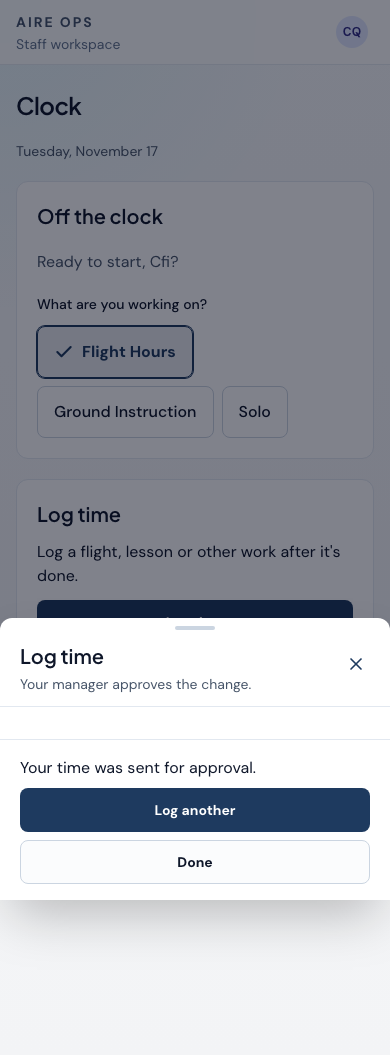 AIRE OPS
Staff workspace
CQ
Clock
Tuesday, November 17
Off the clock
Ready to start, Cfi?
What are you working on?
Flight Hours
Ground Instruction
Solo
Log time
Log a flight, lesson or other work after it's
done.
Log time
Your manager approves the change.
Your time was sent for approval.
Log another
Done